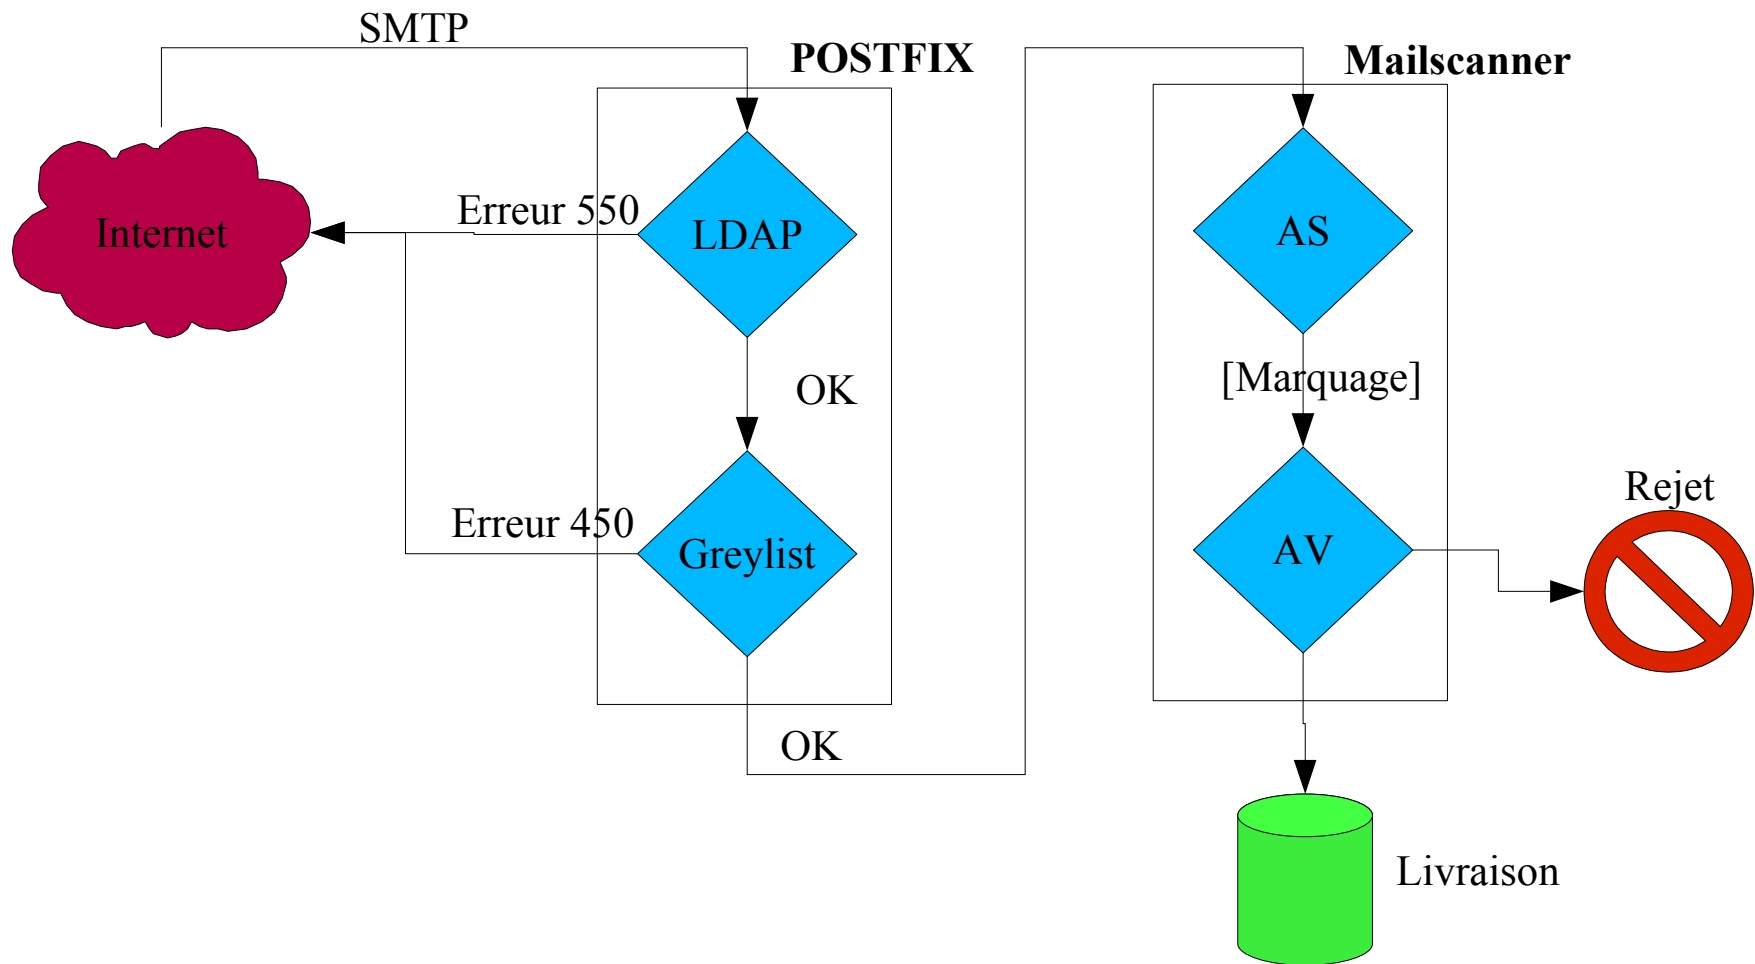 SMTP
POSTFIX
Mailscanner
Internet
Erreur 550
LDAP
AS
OK
[Marquage]
Erreur 450
Greylist
AV
Rejet
OK
Livraison